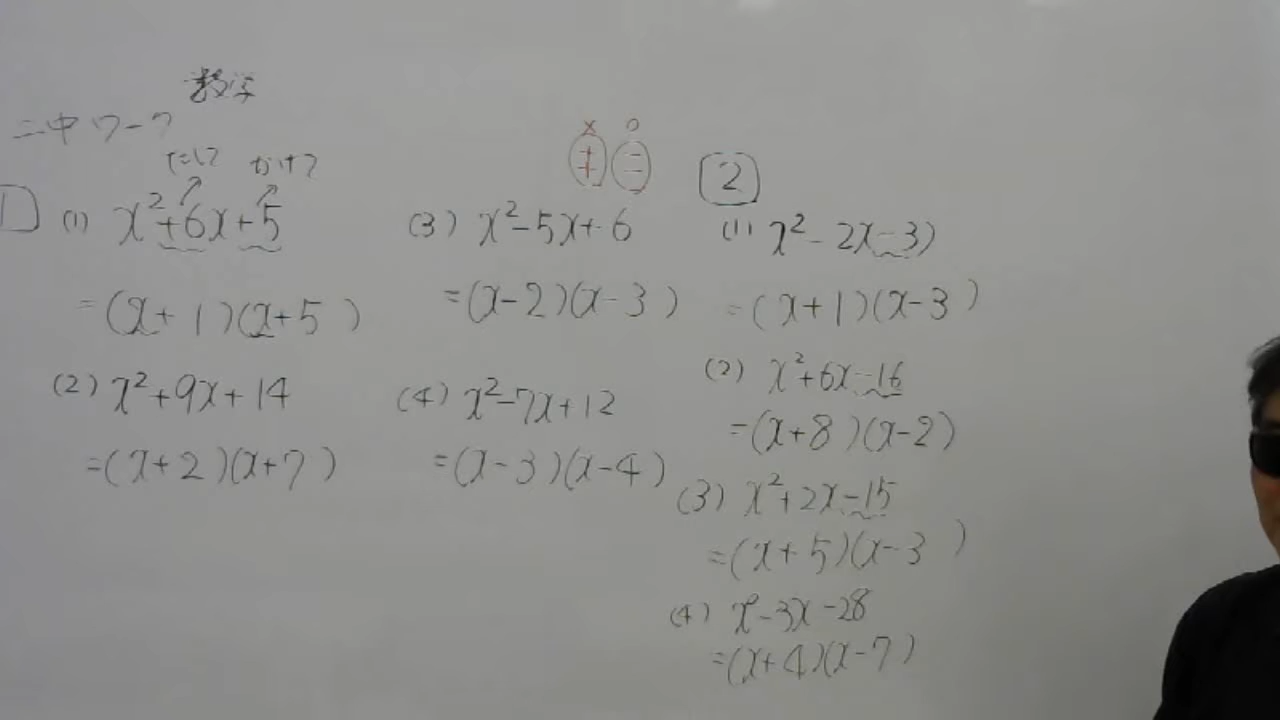 数学
二中ワーク
たして かけて
1 (1) x²+6x+5
=(x+1)(x+5)
(2) x²+9x+14
=(x+2)(x+7)
× ○
+ −
+ −
(3) x²-5x+6
=(x-2)(x-3)
(4) x²-7x+12
=(x-3)(x-4)
2
(1) x²-2x-3)
=(x+1)(x-3)
(2) x²+6x-16
=(x+8)(x-2)
(3) x²+2x-15
=(x+5)(x-3)
(4) x²-3x-28
=(x+4)(x-7)